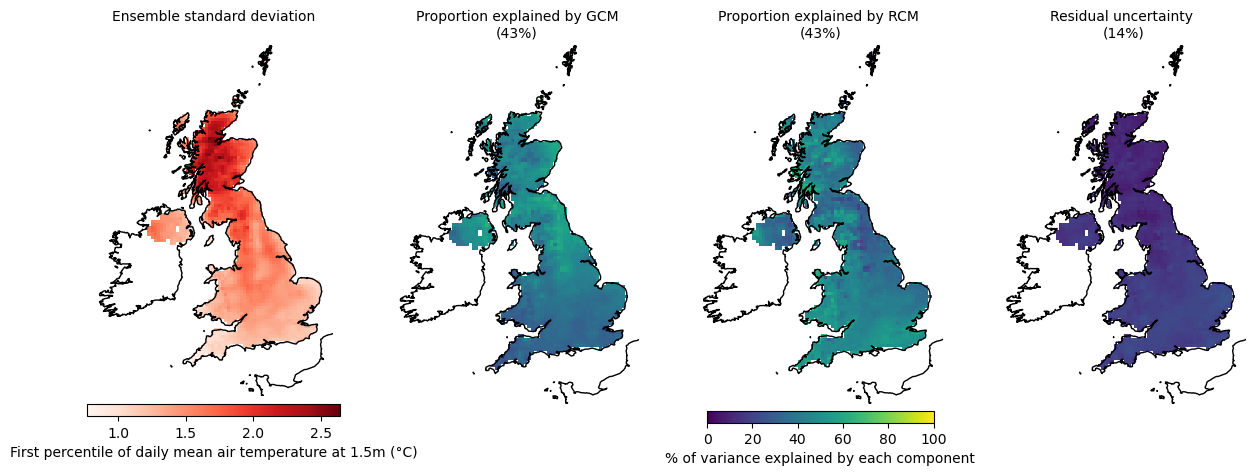 Ensemble standard deviation
Proportion explained by GCM
(43%)
Proportion explained by RCM
(43%)
Residual uncertainty
(14%)
1.0 1.5 2.0 2.5
First percentile of daily mean air temperature at 1.5m (°C)
0 20 40 60 80 100
% of variance explained by each component